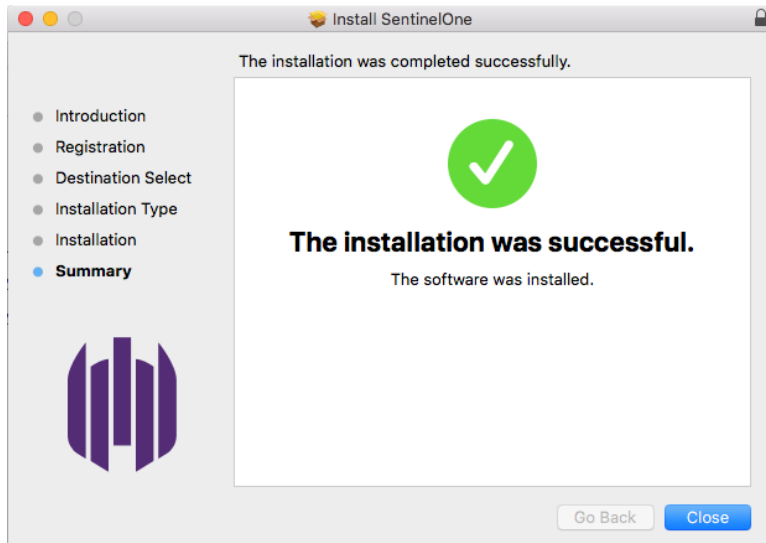 Install SentinelOne
The installation was completed successfully.
Introduction
Registration
Destination Select
Installation Type
Installation
Summary
The installation was successful.
The software was installed.
Go Back
Close